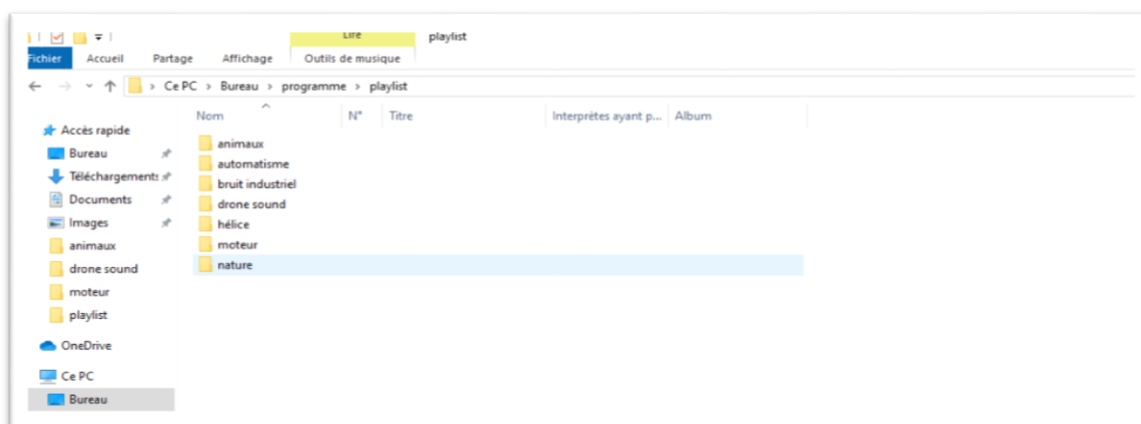 Lire playlist
Fichier Accueil Partage Affichage Outils de musique
Ce PC > Bureau > programme > playlist
Nom N° Titre Interprètes ayant p... Album
Accès rapide
Bureau
Téléchargements
Documents
Images
animaux
drone sound
moteur
playlist
OneDrive
Ce PC
Bureau
animaux
automatisme
bruit industriel
drone sound
hélice
moteur
nature